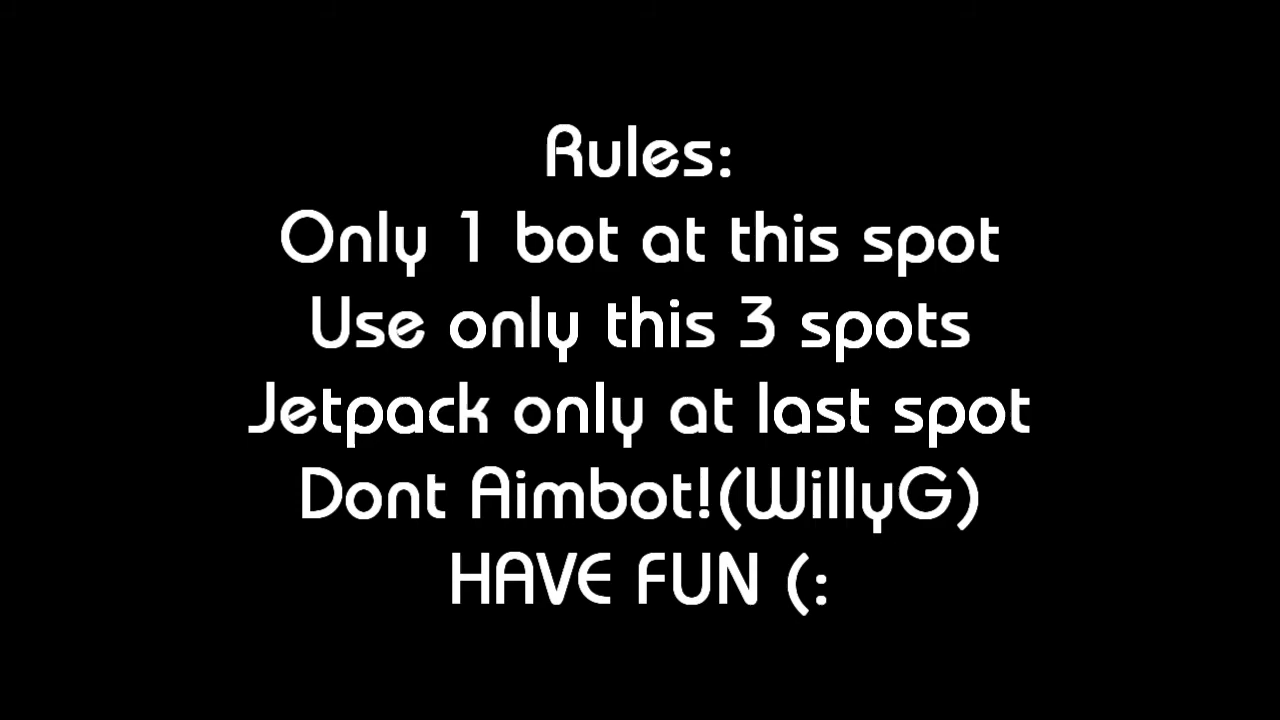 Rules:
Only 1 bot at this spot
Use only this 3 spots
Jetpack only at last spot
Dont Aimbot!(WillyG)
HAVE FUN (: